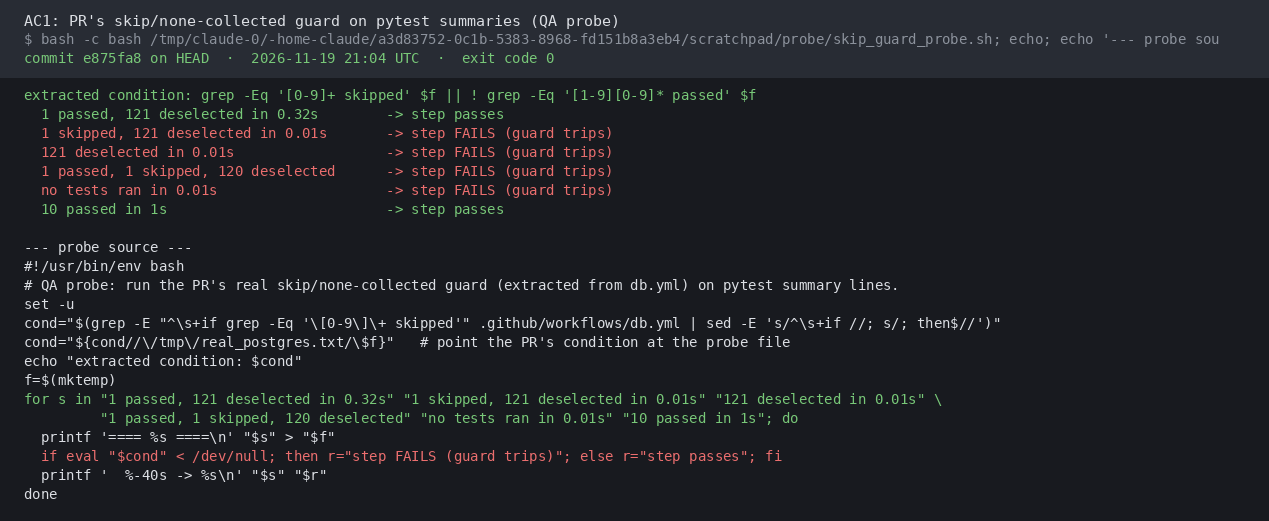 AC1: PR's skip/none-collected guard on pytest summaries (QA probe)
$ bash -c bash /tmp/claude-0/-home-claude/a3d83752-0c1b-5383-8968-fd151b8a3eb4/scratchpad/probe/skip_guard_probe.sh; echo; echo '--- probe sou
commit e875fa8 on HEAD  ·  2026-11-19 21:04 UTC  ·  exit code 0
extracted condition: grep -Eq '[0-9]+ skipped' $f || ! grep -Eq '[1-9][0-9]* passed' $f
  1 passed, 121 deselected in 0.32s        -> step passes
  1 skipped, 121 deselected in 0.01s       -> step FAILS (guard trips)
  121 deselected in 0.01s                  -> step FAILS (guard trips)
  1 passed, 1 skipped, 120 deselected      -> step FAILS (guard trips)
  no tests ran in 0.01s                    -> step FAILS (guard trips)
  10 passed in 1s                          -> step passes
--- probe source ---
#!/usr/bin/env bash
# QA probe: run the PR's real skip/none-collected guard (extracted from db.yml) on pytest summary lines.
set -u
cond="$(grep -E "^\s+if grep -Eq '\[0-9\]\+ skipped'" .github/workflows/db.yml | sed -E 's/^\s+if //; s/; then$//')"
cond="${cond//\/tmp\/real_postgres.txt/\$f}"   # point the PR's condition at the probe file
echo "extracted condition: $cond"
f=$(mktemp)
for s in "1 passed, 121 deselected in 0.32s" "1 skipped, 121 deselected in 0.01s" "121 deselected in 0.01s" \
         "1 passed, 1 skipped, 120 deselected" "no tests ran in 0.01s" "10 passed in 1s"; do
  printf '==== %s ====\n' "$s" > "$f"
  if eval "$cond" < /dev/null; then r="step FAILS (guard trips)"; else r="step passes"; fi
  printf '  %-40s -> %s\n' "$s" "$r"
done